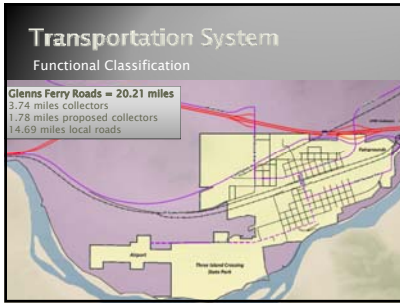 Transportation System
Functional Classification
Glenns Ferry Roads = 20.21 miles
3.74 miles collectors
1.78 miles proposed collectors
14.69 miles local roads
Fairgrounds
Airport
Three Island Crossing
State Park